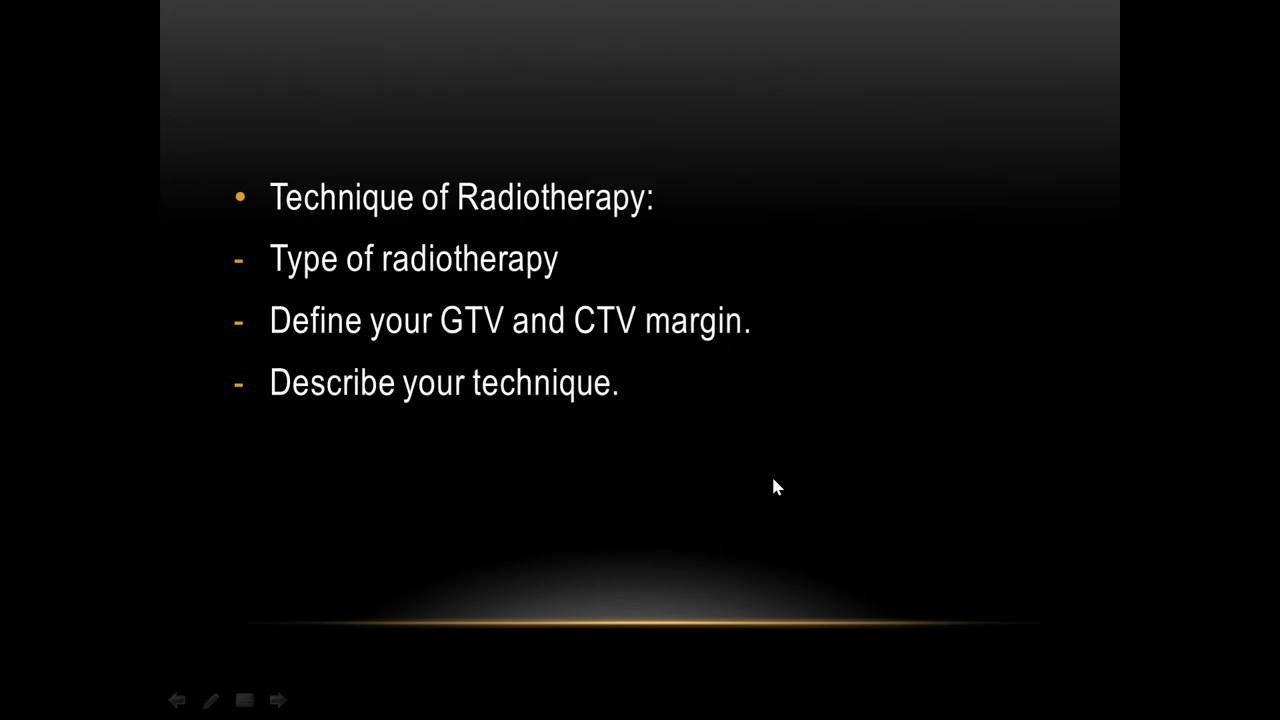 • Technique of Radiotherapy:
- Type of radiotherapy
- Define your GTV and CTV margin.
- Describe your technique.